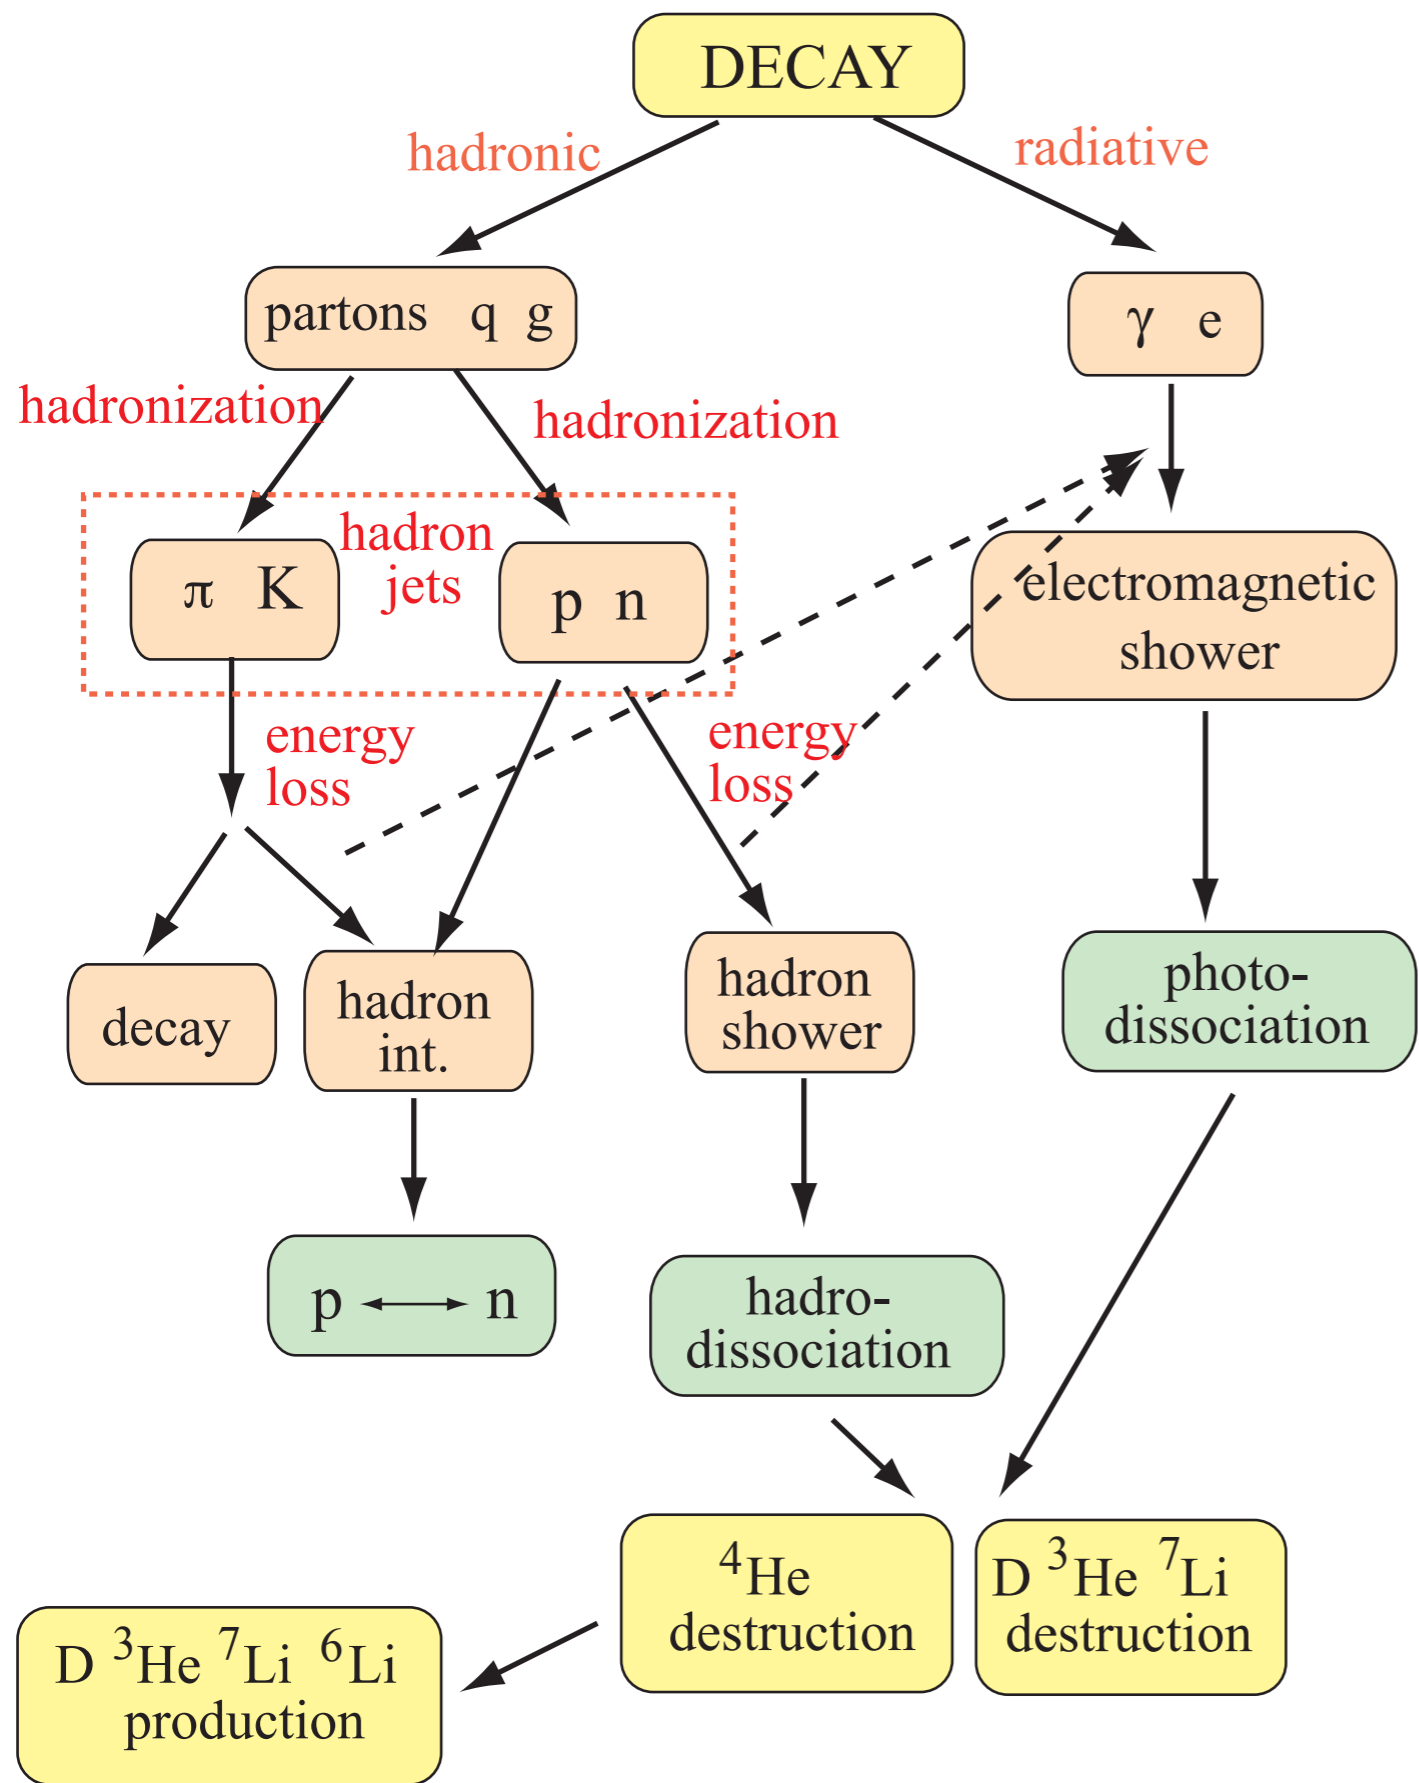 DECAY
hadronic
radiative
partons q g
γ e
hadronization
hadronization
hadron
jets
π K
p n
electromagnetic
shower
energy
loss
energy
loss
decay
hadron
int.
hadron
shower
photo-
dissociation
p ↔ n
hadro-
dissociation
⁴He
destruction
D ³He ⁷Li
destruction
D ³He ⁷Li ⁶Li
production